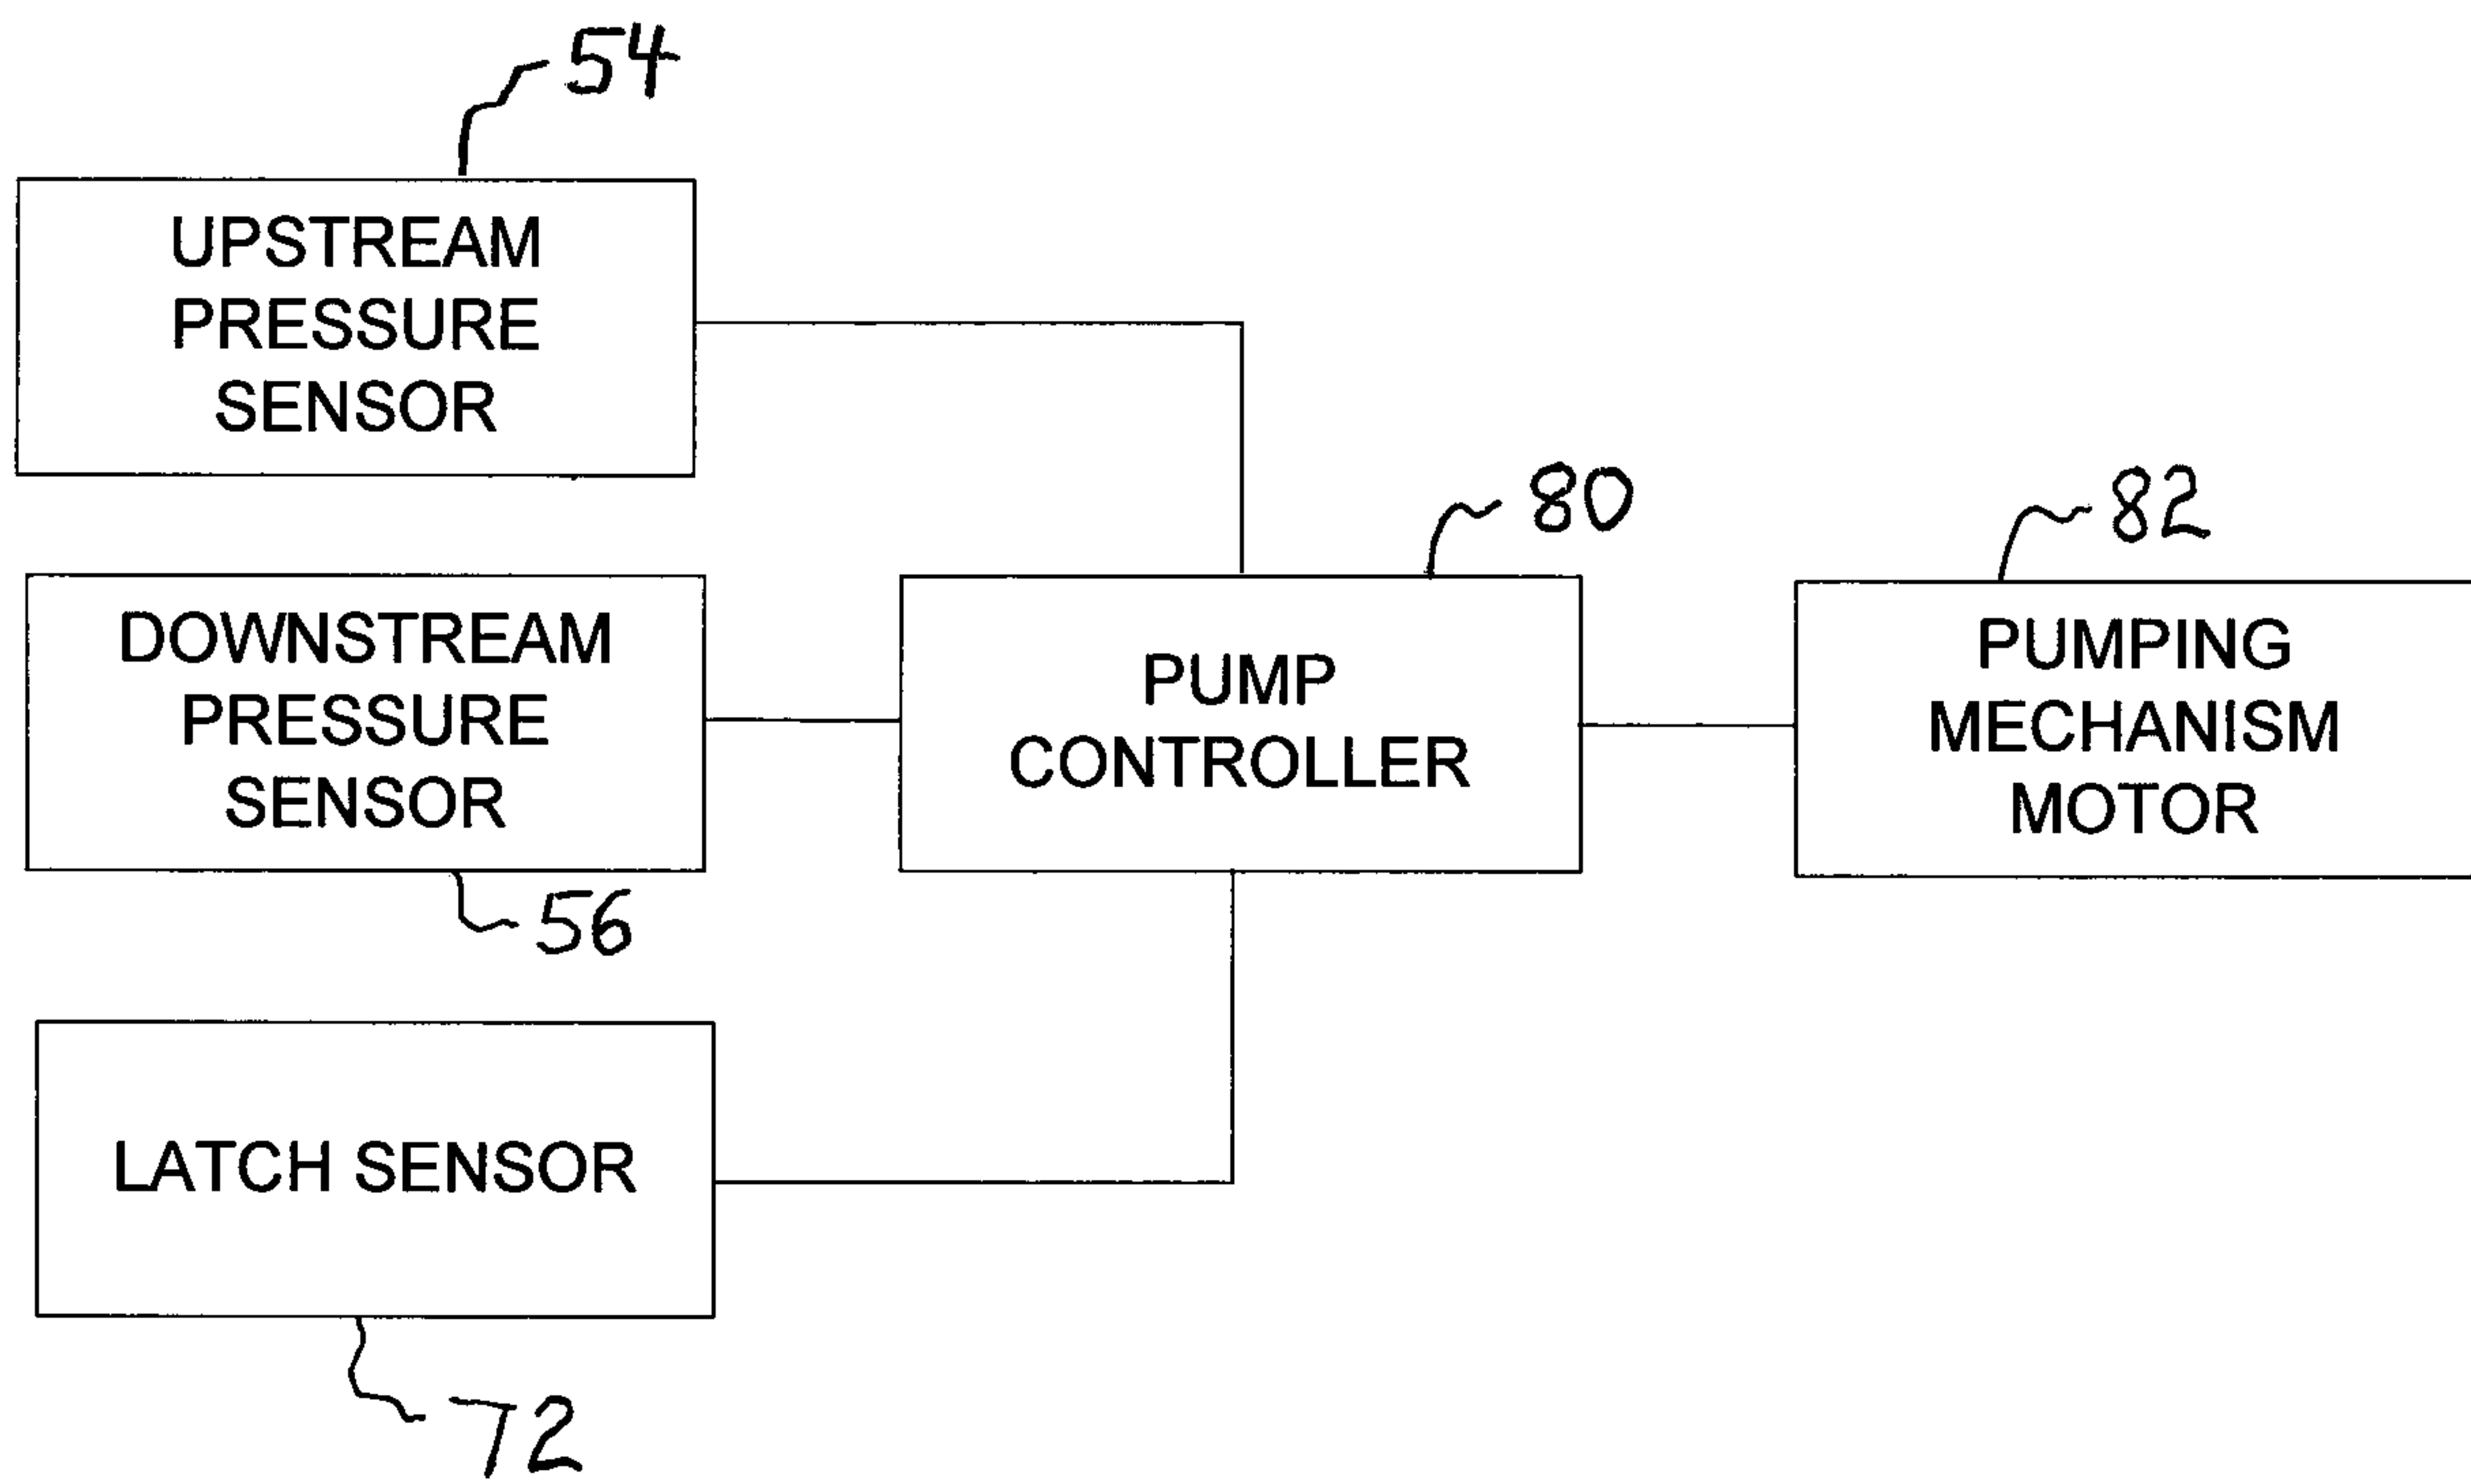 54
UPSTREAM
PRESSURE
SENSOR
80
82
DOWNSTREAM
PRESSURE
SENSOR
PUMP
CONTROLLER
PUMPING
MECHANISM
MOTOR
56
LATCH SENSOR
72